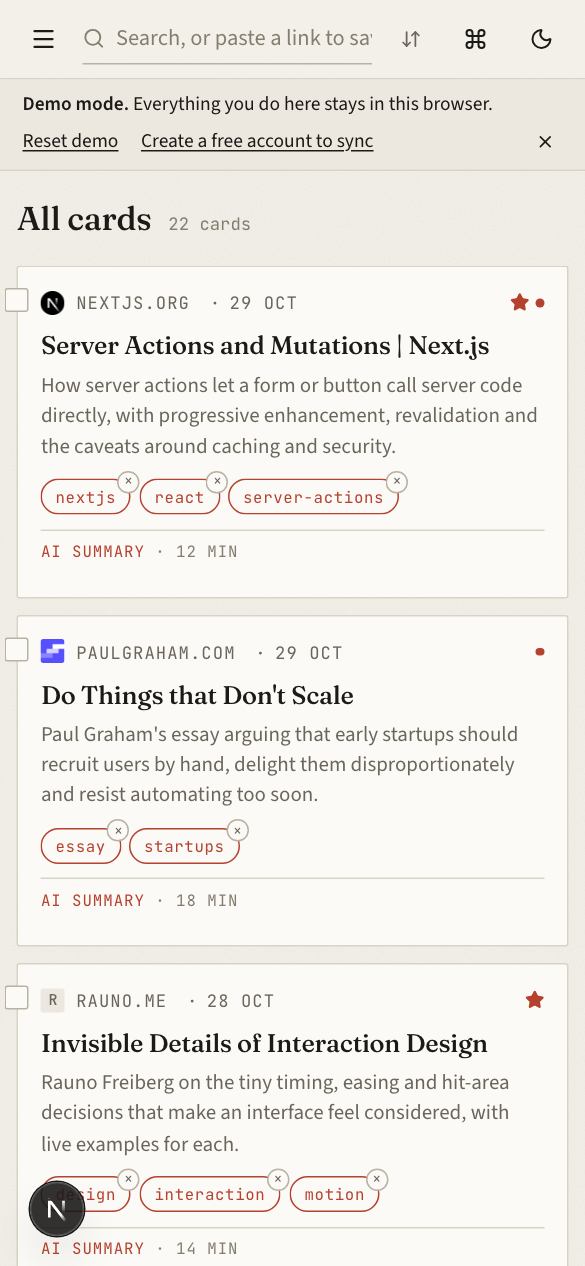 Search, or paste a link to sav
Demo mode. Everything you do here stays in this browser.
Reset demo Create a free account to sync
All cards 22 cards
NEXTJS.ORG · 29 OCT
Server Actions and Mutations | Next.js
How server actions let a form or button call server code
directly, with progressive enhancement, revalidation and
the caveats around caching and security.
nextjs × react × server-actions ×
AI SUMMARY · 12 MIN
PAULGRAHAM.COM · 29 OCT
Do Things that Don't Scale
Paul Graham's essay arguing that early startups should
recruit users by hand, delight them disproportionately
and resist automating too soon.
essay × startups ×
AI SUMMARY · 18 MIN
R RAUNO.ME · 28 OCT
Invisible Details of Interaction Design
Rauno Freiberg on the tiny timing, easing and hit-area
decisions that make an interface feel considered, with
live examples for each.
design × interaction × motion ×
AI SUMMARY · 14 MIN